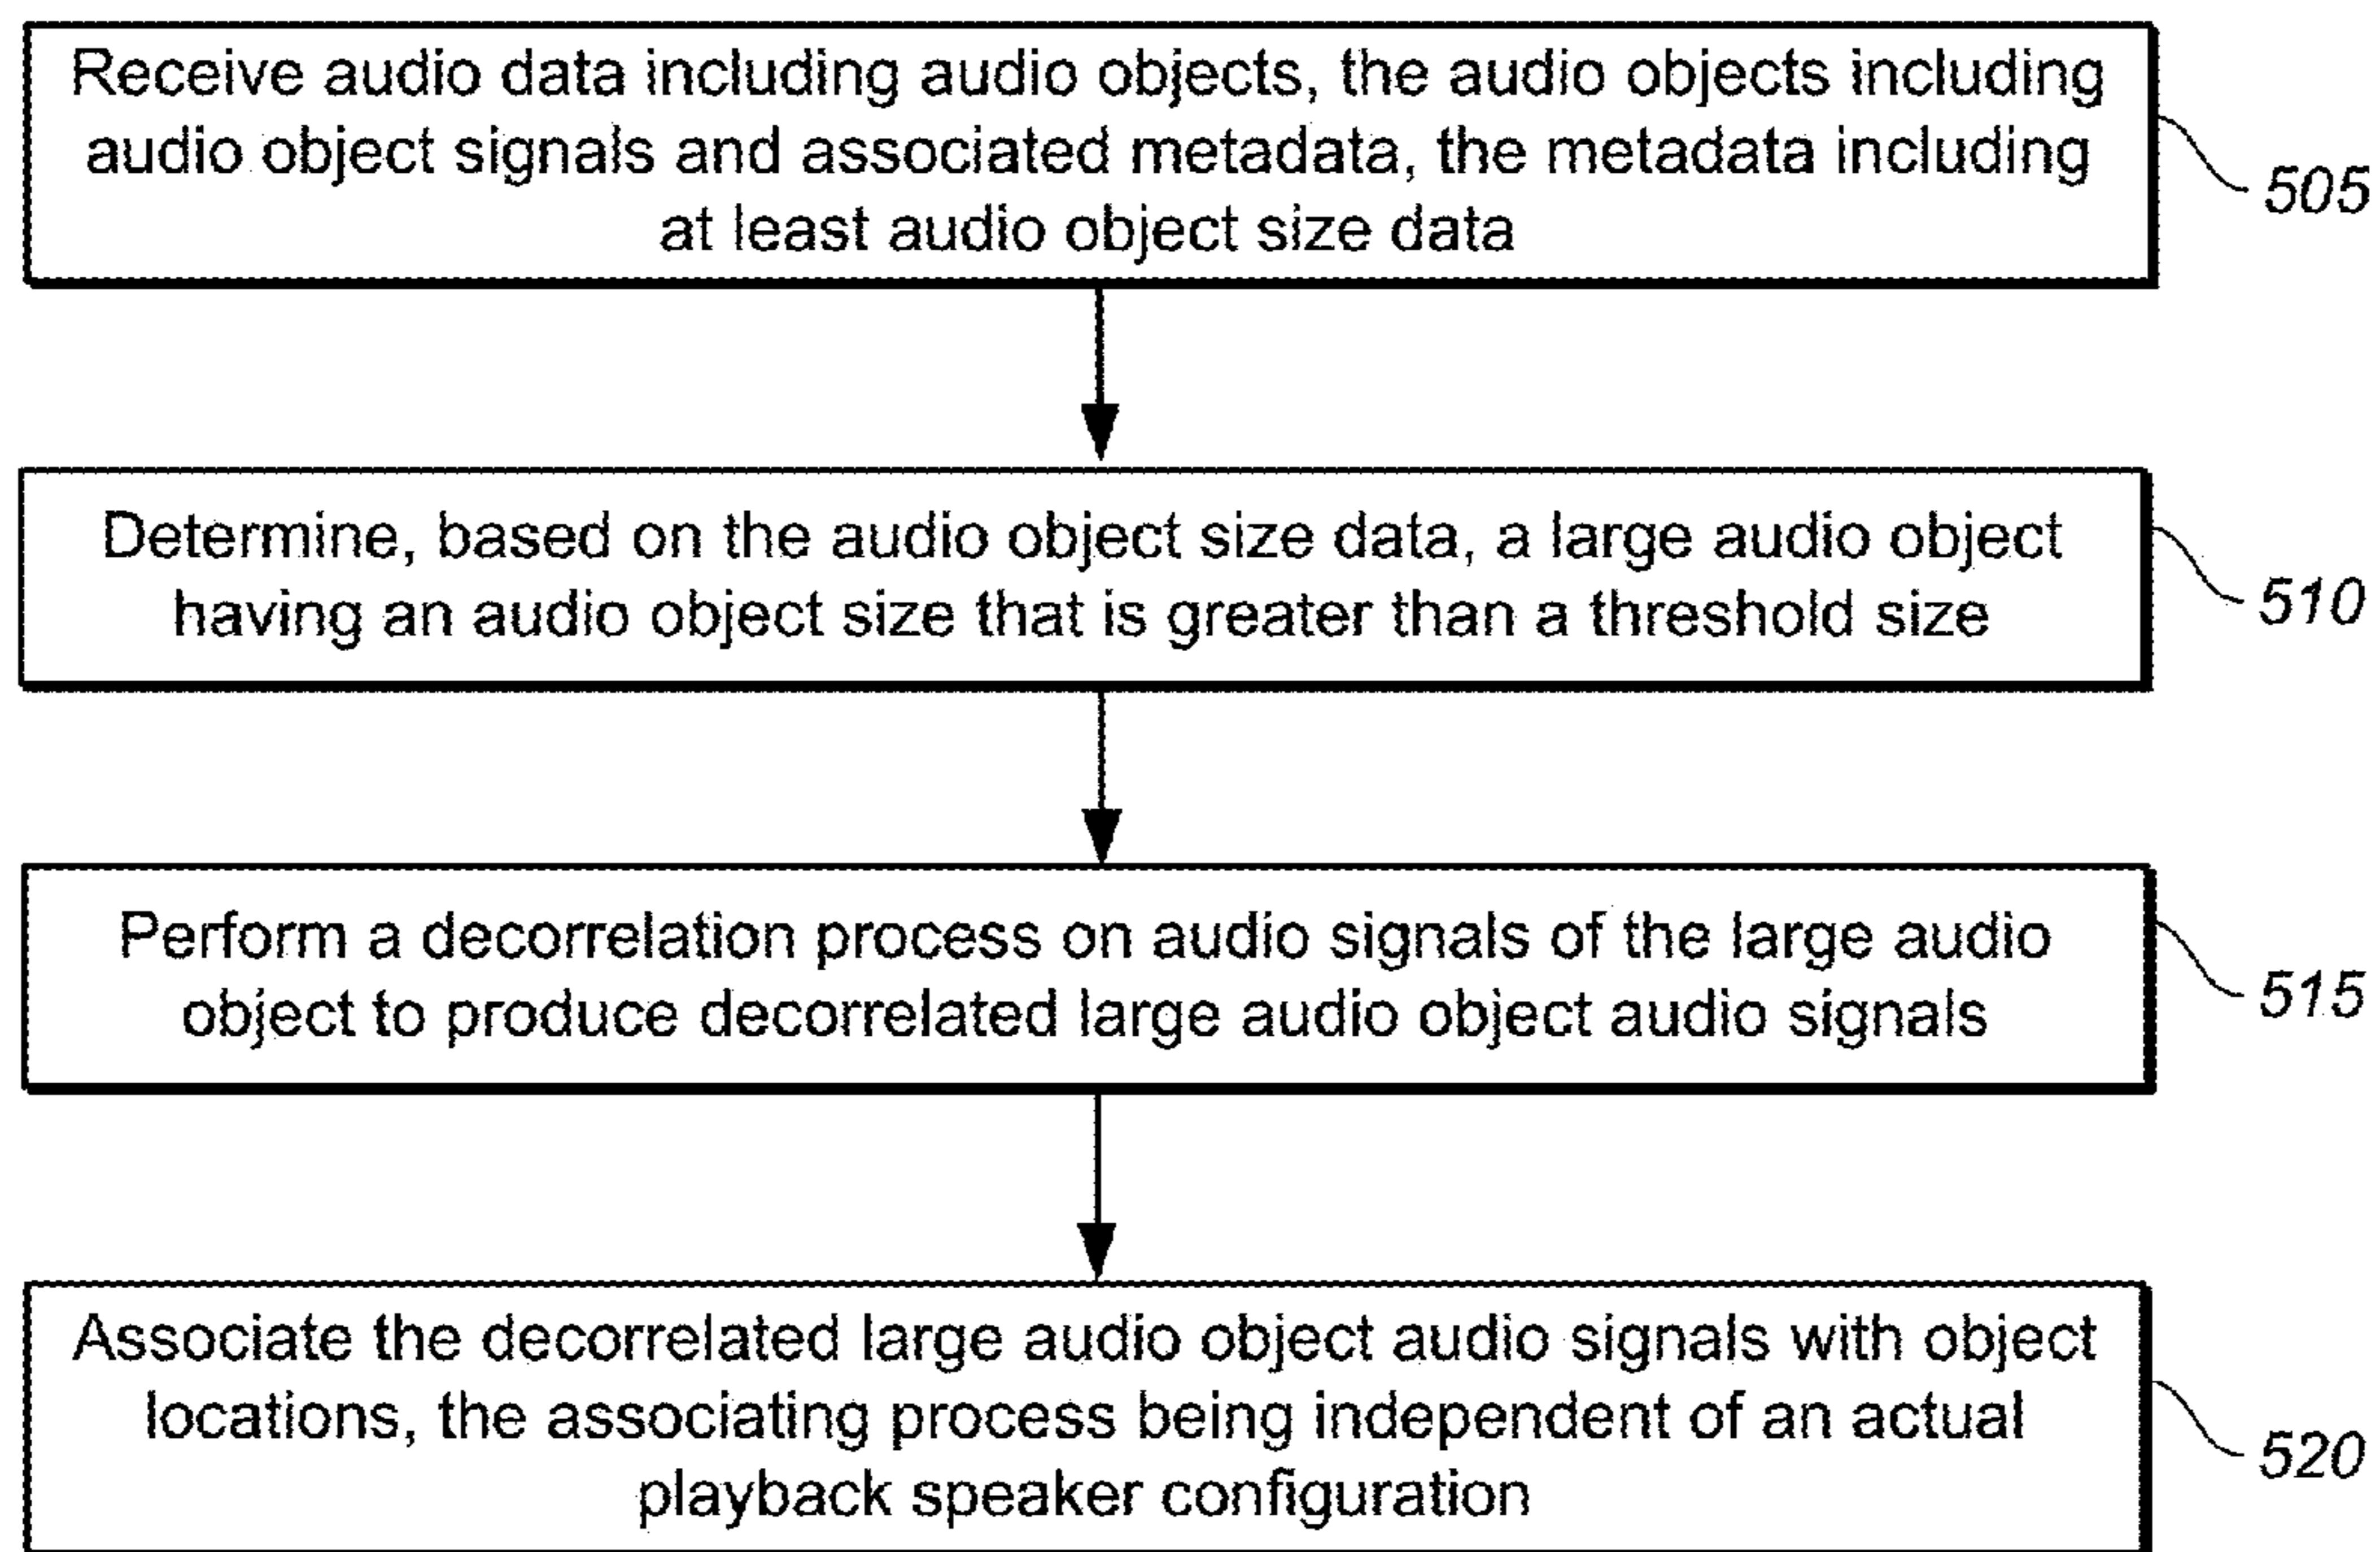 Receive audio data including audio objects, the audio objects including
audio object signals and associated metadata, the metadata including
at least audio object size data
505
Determine, based on the audio object size data, a large audio object
having an audio object size that is greater than a threshold size
510
Perform a decorrelation process on audio signals of the large audio
object to produce decorrelated large audio object audio signals
515
Associate the decorrelated large audio object audio signals with object
locations, the associating process being independent of an actual
playback speaker configuration
520